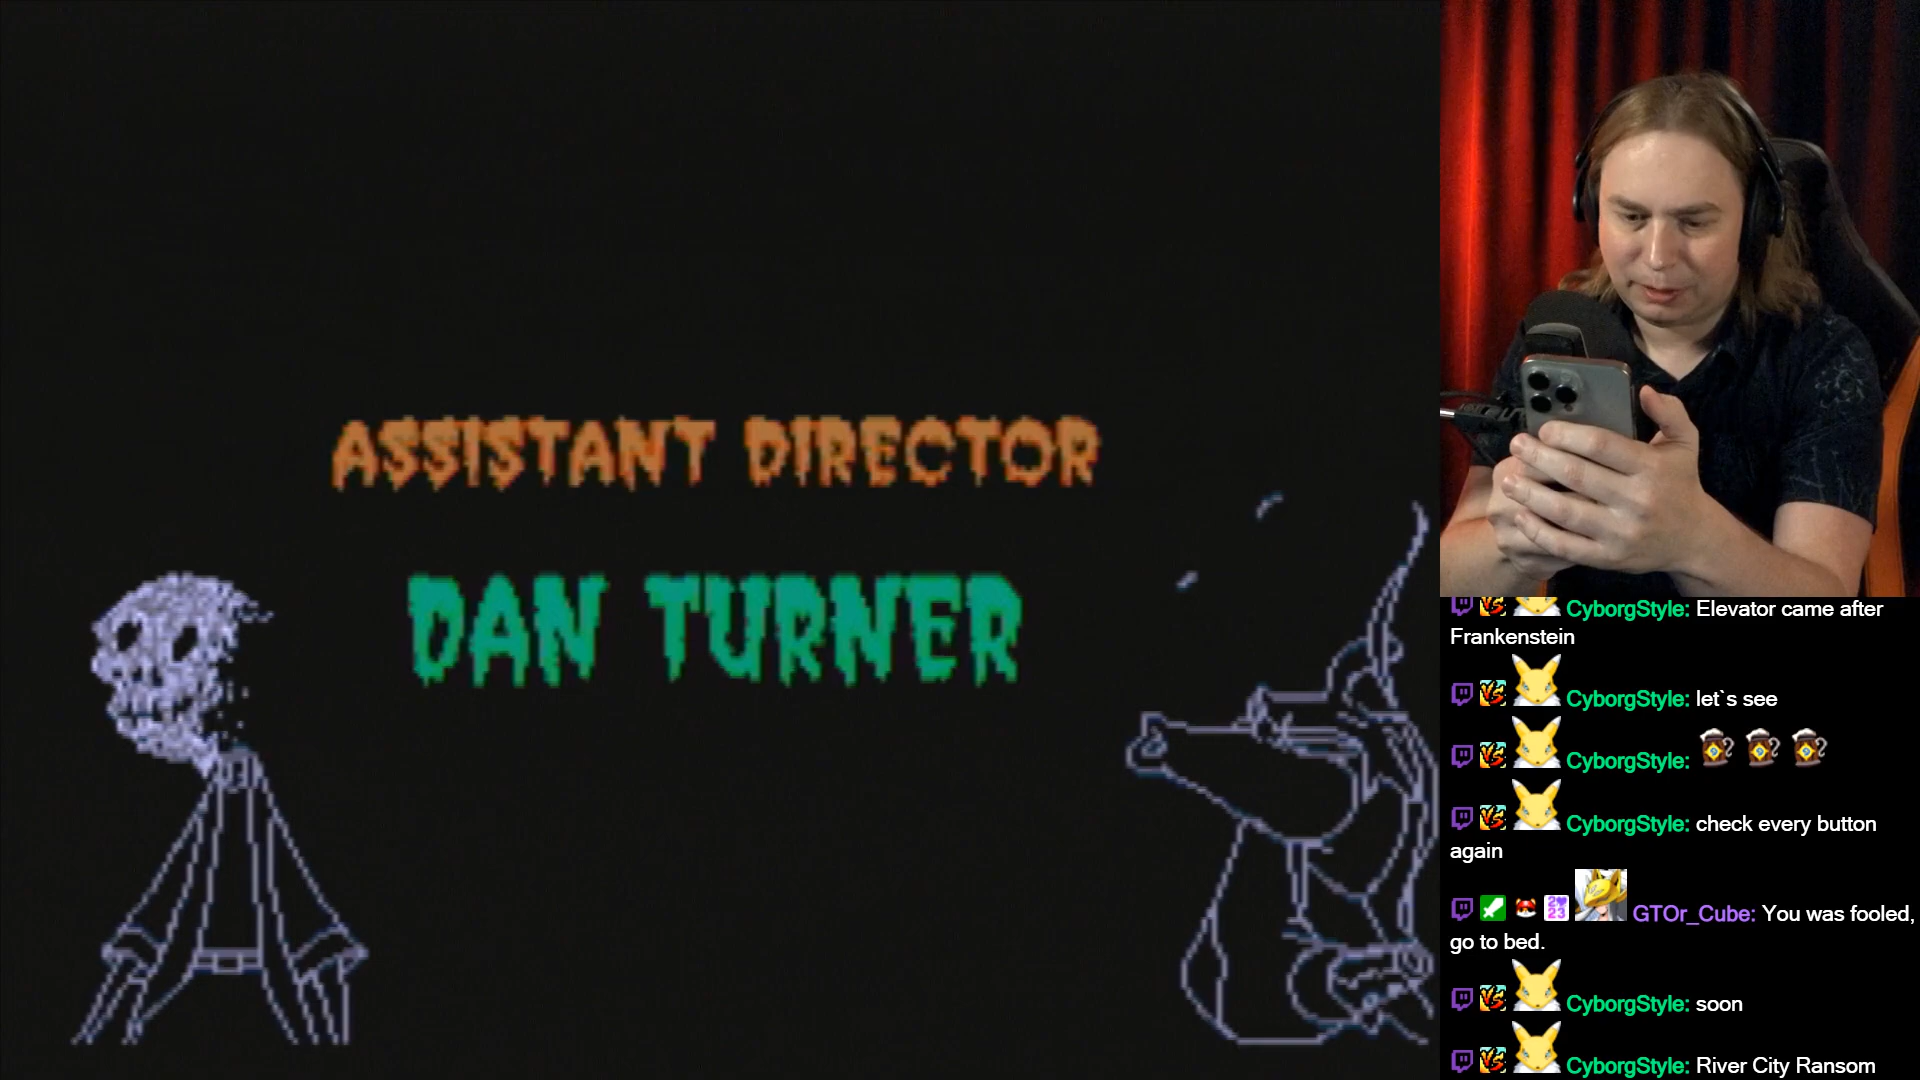 ASSISTANT DIRECTOR
DAN TURNER
CyborgStyle: Elevator came after
Frankenstein
CyborgStyle: let`s see
CyborgStyle:
CyborgStyle: check every button
again
GTOr_Cube: You was fooled,
go to bed.
CyborgStyle: soon
CyborgStyle: River City Ransom